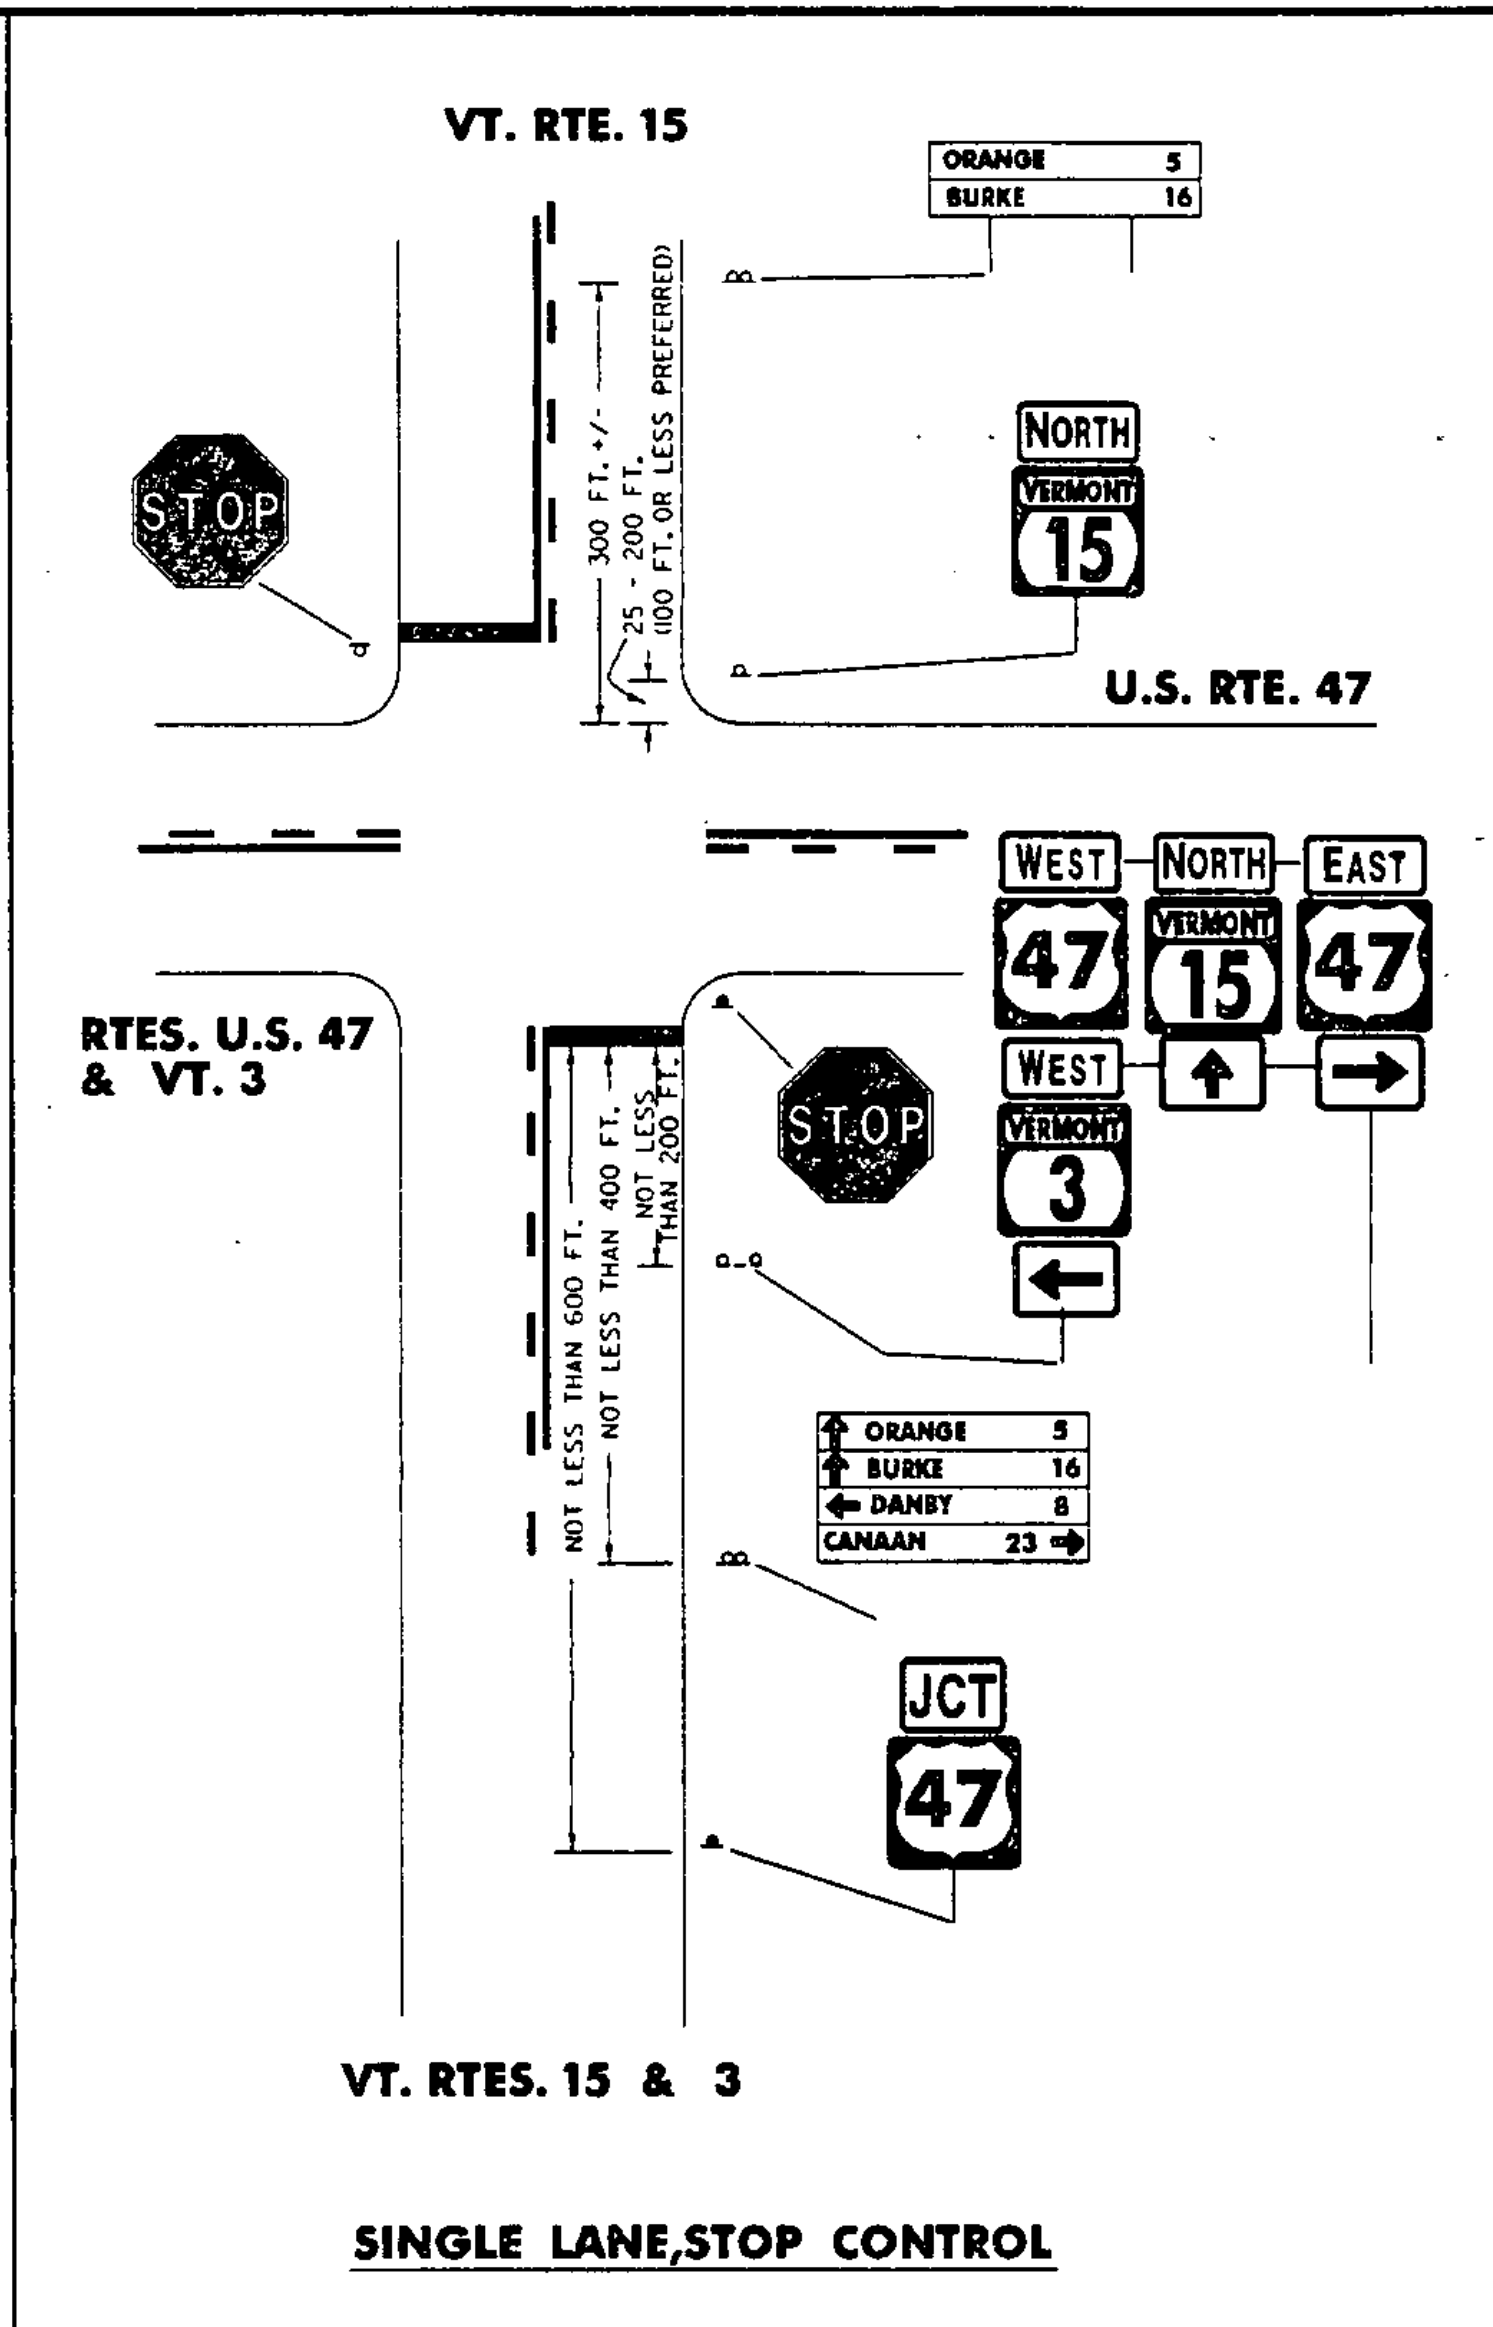 VT. RTE. 15
ORANGE 5
BURKE 16
300 FT. +/-
25 - 200 FT.
(100 FT. OR LESS PREFERRED)
NORTH
VERMONT
15
STOP
U.S. RTE. 47
WEST NORTH EAST
47 VERMONT 15 47
RTES. U.S. 47
& VT. 3
WEST
VERMONT
3
STOP
NOT LESS THAN 600 FT.
NOT LESS THAN 400 FT.
NOT LESS
THAN 200 FT.
↑ ORANGE 5
↑ BURKE 16
← DANBY 8
CANAAN 23 →
JCT
47
VT. RTES. 15 & 3
SINGLE LANE,STOP CONTROL